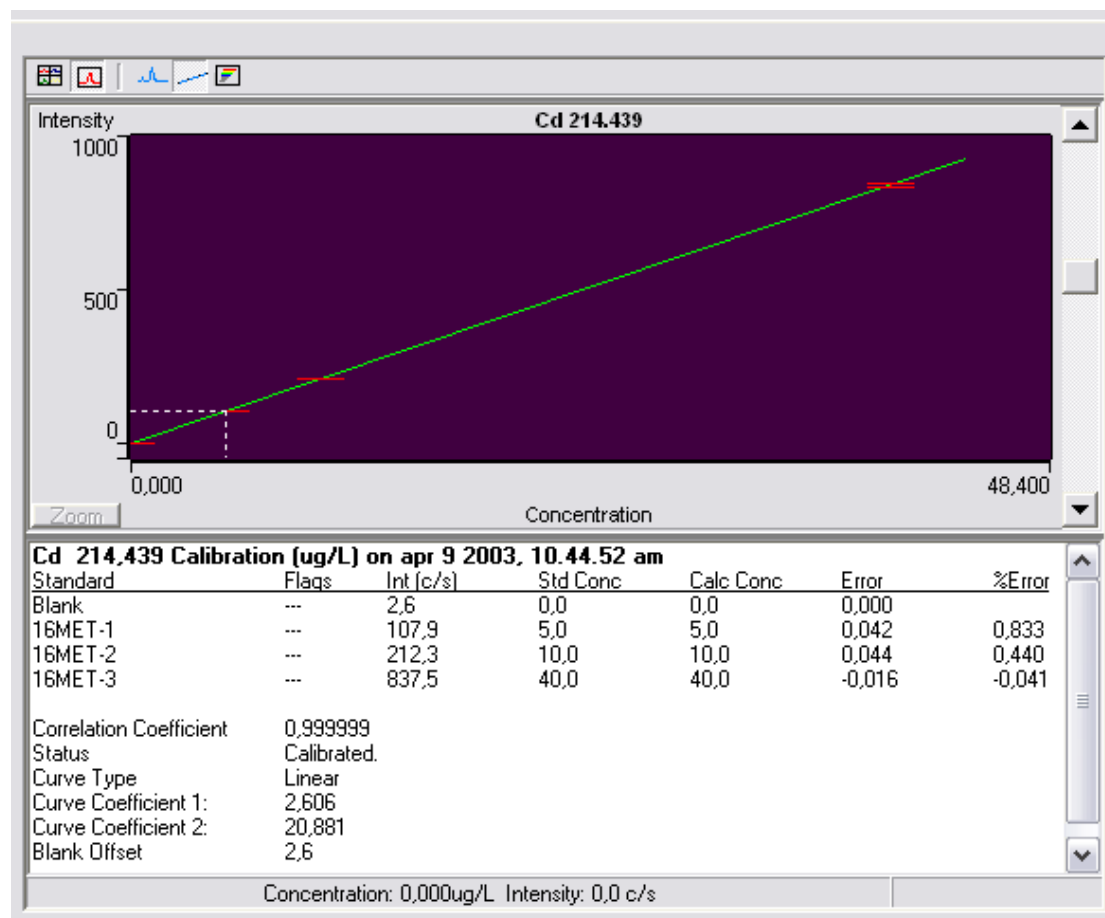 Intensity
Cd 214.439
1000
500
0
0,000
48,400
Zoom
Concentration
Cd 214,439 Calibration (ug/L) on apr 9 2003, 10.44.52 am
Standard Flags Int (c/s) Std Conc Calc Conc Error %Error
Blank --- 2,6 0,0 0,0 0,000
16MET-1 --- 107,9 5,0 5,0 0,042 0,833
16MET-2 --- 212,3 10,0 10,0 0,044 0,440
16MET-3 --- 837,5 40,0 40,0 -0,016 -0,041
Correlation Coefficient 0,999999
Status Calibrated.
Curve Type Linear
Curve Coefficient 1: 2,606
Curve Coefficient 2: 20,881
Blank Offset 2,6
Concentration: 0,000ug/L Intensity: 0,0 c/s